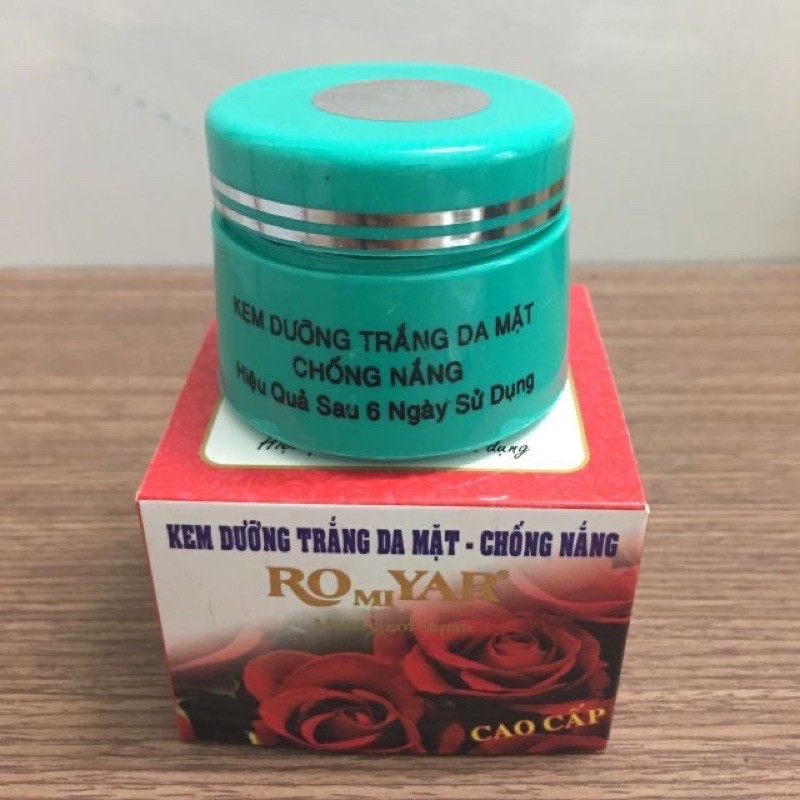 KEM DƯỠNG TRẮNG DA MẶT
CHỐNG NẮNG
Hiệu Quả Sau 6 Ngày Sử Dụng
dụng
KEM DƯỠNG TRẮNG DA MẶT - CHỐNG NẮNG
ROMIYAR®
CAO CẤP